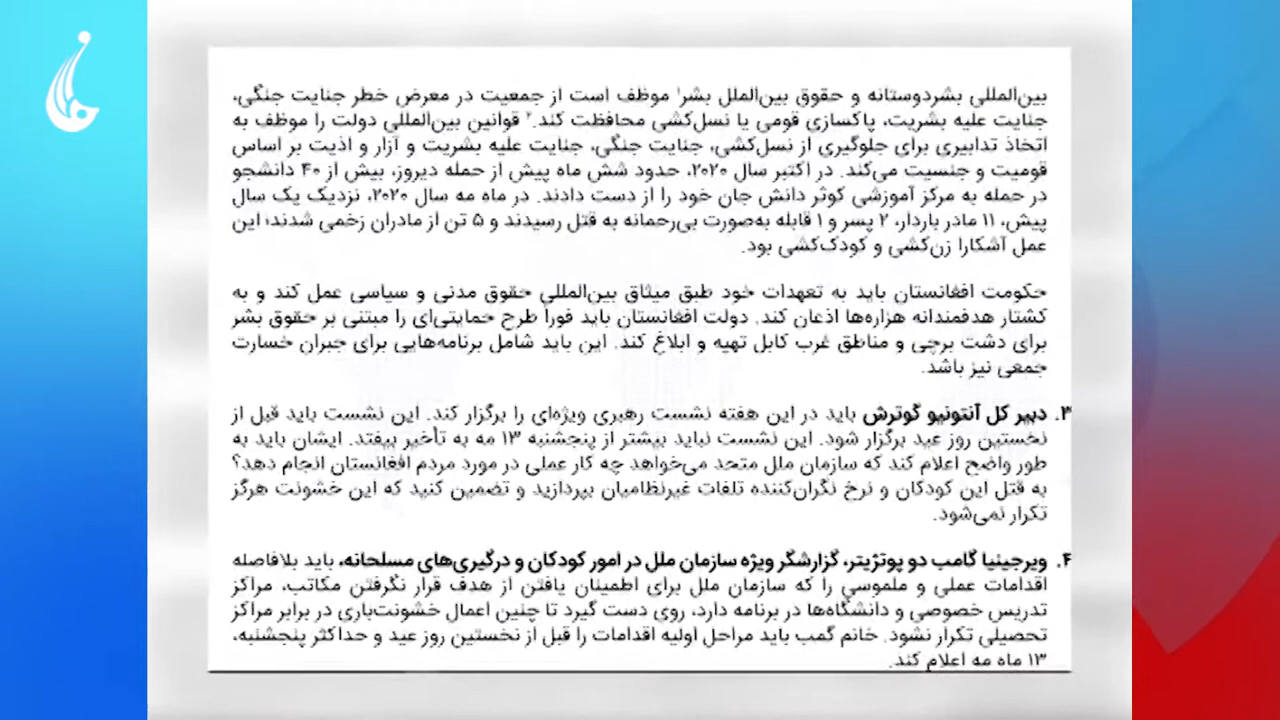 بین‌المللی بشردوستانه و حقوق بین‌الملل بشر۱ موظف است از جمعیت در معرض خطر جنایت جنگی،
جنایت علیه بشریت، پاکسازی قومی یا نسل‌کشی محافظت کند.۲ قوانین بین‌المللی دولت را موظف به
اتخاذ تدابیری برای جلوگیری از نسل‌کشی، جنایت جنگی، جنایت علیه بشریت و آزار و اذیت بر اساس
قومیت و جنسیت می‌کند. در اکتبر سال ۲۰۲۰، حدود شش ماه پیش از حمله دیروز، بیش از ۴۰ دانشجو
در حمله به مرکز آموزشی کوثر دانش جان خود را از دست دادند. در ماه مه سال ۲۰۲۰، نزدیک یک سال
پیش، ۱۱ مادر باردار، ۲ پسر و ۱ قابله به‌صورت بی‌رحمانه به قتل رسیدند و ۵ تن از مادران زخمی شدند؛ این
عمل آشکارا زن‌کشی و کودک‌کشی بود.
حکومت افغانستان باید به تعهدات خود طبق میثاق بین‌المللی حقوق مدنی و سیاسی عمل کند و به
کشتار هدفمندانه هزاره‌ها اذعان کند. دولت افغانستان باید فوراً طرح حمایتی‌ای را مبتنی بر حقوق بشر
برای دشت برچی و مناطق غرب کابل تهیه و ابلاغ کند. این باید شامل برنامه‌هایی برای جبران خسارت
جمعی نیز باشد.
۳. دبیر کل آنتونیو گوترش باید در این هفته نشست رهبری ویژه‌ای را برگزار کند. این نشست باید قبل از
نخستین روز عید برگزار شود. این نشست نباید بیشتر از پنجشنبه ۱۳ مه به تأخیر بیفتد. ایشان باید به
طور واضح اعلام کند که سازمان ملل متحد می‌خواهد چه کار عملی در مورد مردم افغانستان انجام دهد؟
به قتل این کودکان و نرخ نگران‌کننده تلفات غیرنظامیان بپردازید و تضمین کنید که این خشونت هرگز
تکرار نمی‌شود.
۴. ویرجینیا گامب دو پوتژیتر، گزارشگر ویژه سازمان ملل در امور کودکان و درگیری‌های مسلحانه، باید بلافاصله
اقدامات عملی و ملموسی را که سازمان ملل برای اطمینان یافتن از هدف قرار نگرفتن مکاتب، مراکز
تدریس خصوصی و دانشگاه‌ها در برنامه دارد، روی دست گیرد تا چنین اعمال خشونت‌باری در برابر مراکز
تحصیلی تکرار نشود. خانم گمب باید مراحل اولیه اقدامات را قبل از نخستین روز عید و حداکثر پنجشنبه،
۱۳ ماه مه اعلام کند.